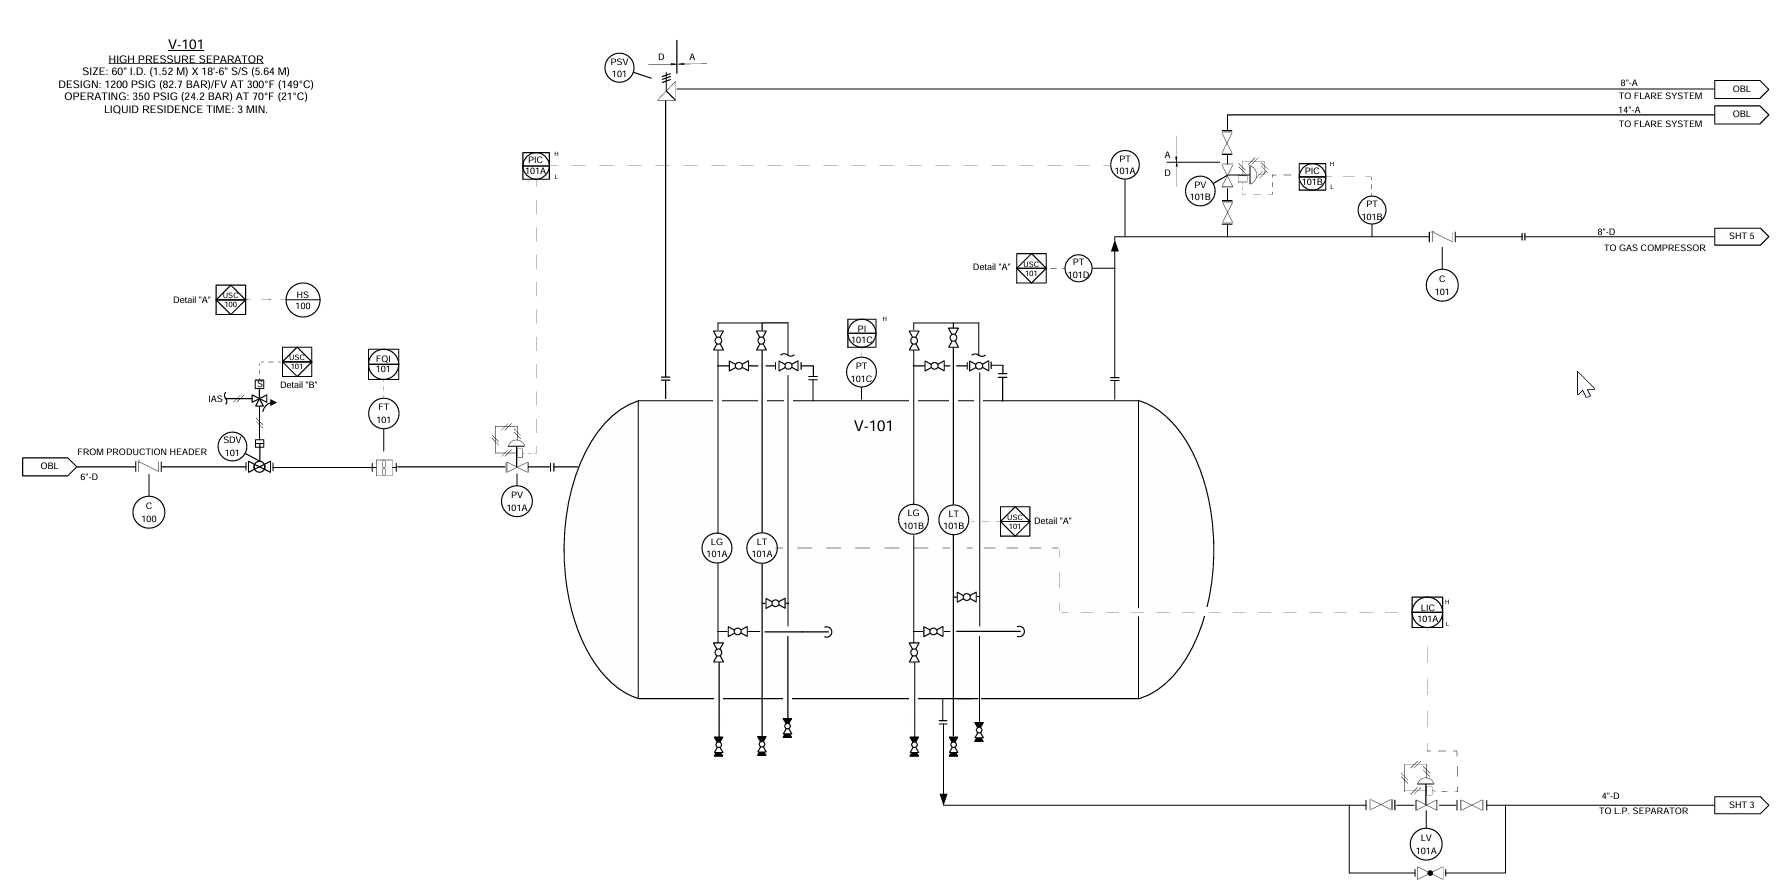 V-101
HIGH PRESSURE SEPARATOR
SIZE: 60" I.D. (1.52 M) X 18'-6" S/S (5.64 M)
DESIGN: 1200 PSIG (82.7 BAR)/FV AT 300°F (149°C)
OPERATING: 350 PSIG (24.2 BAR) AT 70°F (21°C)
LIQUID RESIDENCE TIME: 3 MIN.
PSV
101
D
A
8"-A
TO FLARE SYSTEM
OBL
14"-A
TO FLARE SYSTEM
OBL
PIC
101A
H
L
PT
101A
A
D
PV
101B
PIC
101B
H
L
PT
101B
8"-D
TO GAS COMPRESSOR
SHT 5
Detail "A"
USC
101
PT
101D
C
101
Detail "A"
USC
100
HS
100
USC
101
Detail "B"
FQI
101
PI
101C
H
PT
101C
S
IAS
FT
101
V-101
SDV
101
FROM PRODUCTION HEADER
OBL
6"-D
C
100
PV
101A
LG
101A
LT
101A
LG
101B
LT
101B
USC
101
Detail "A"
LIC
101A
H
L
4"-D
TO L.P. SEPARATOR
SHT 3
LV
101A